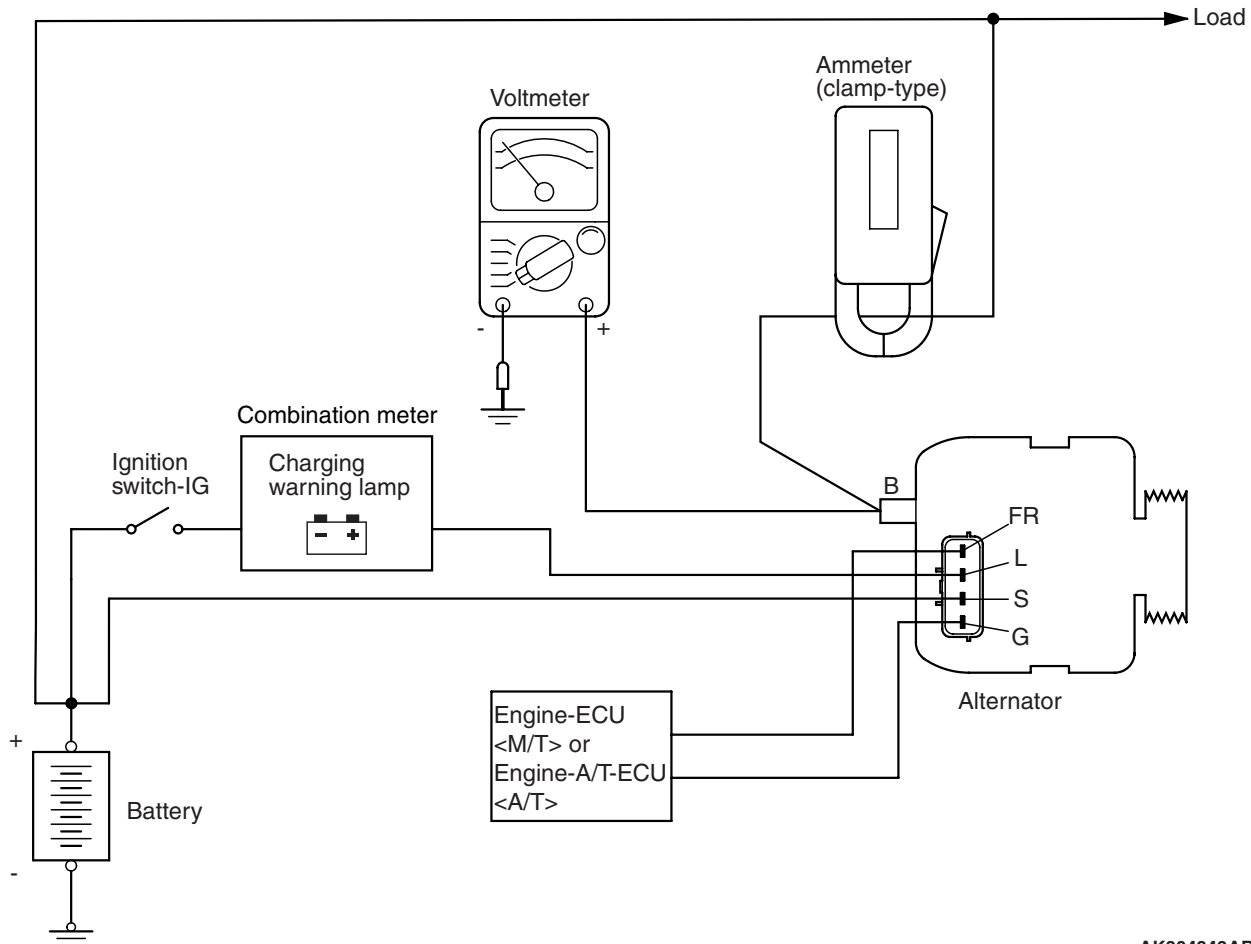 Load
Ammeter
(clamp-type)
Voltmeter
-
+
Combination meter
Ignition
switch-IG
Charging
warning lamp
-
+
B
FR
L
S
G
Alternator
Engine-ECU
<M/T> or
Engine-A/T-ECU
<A/T>
+
Battery
-